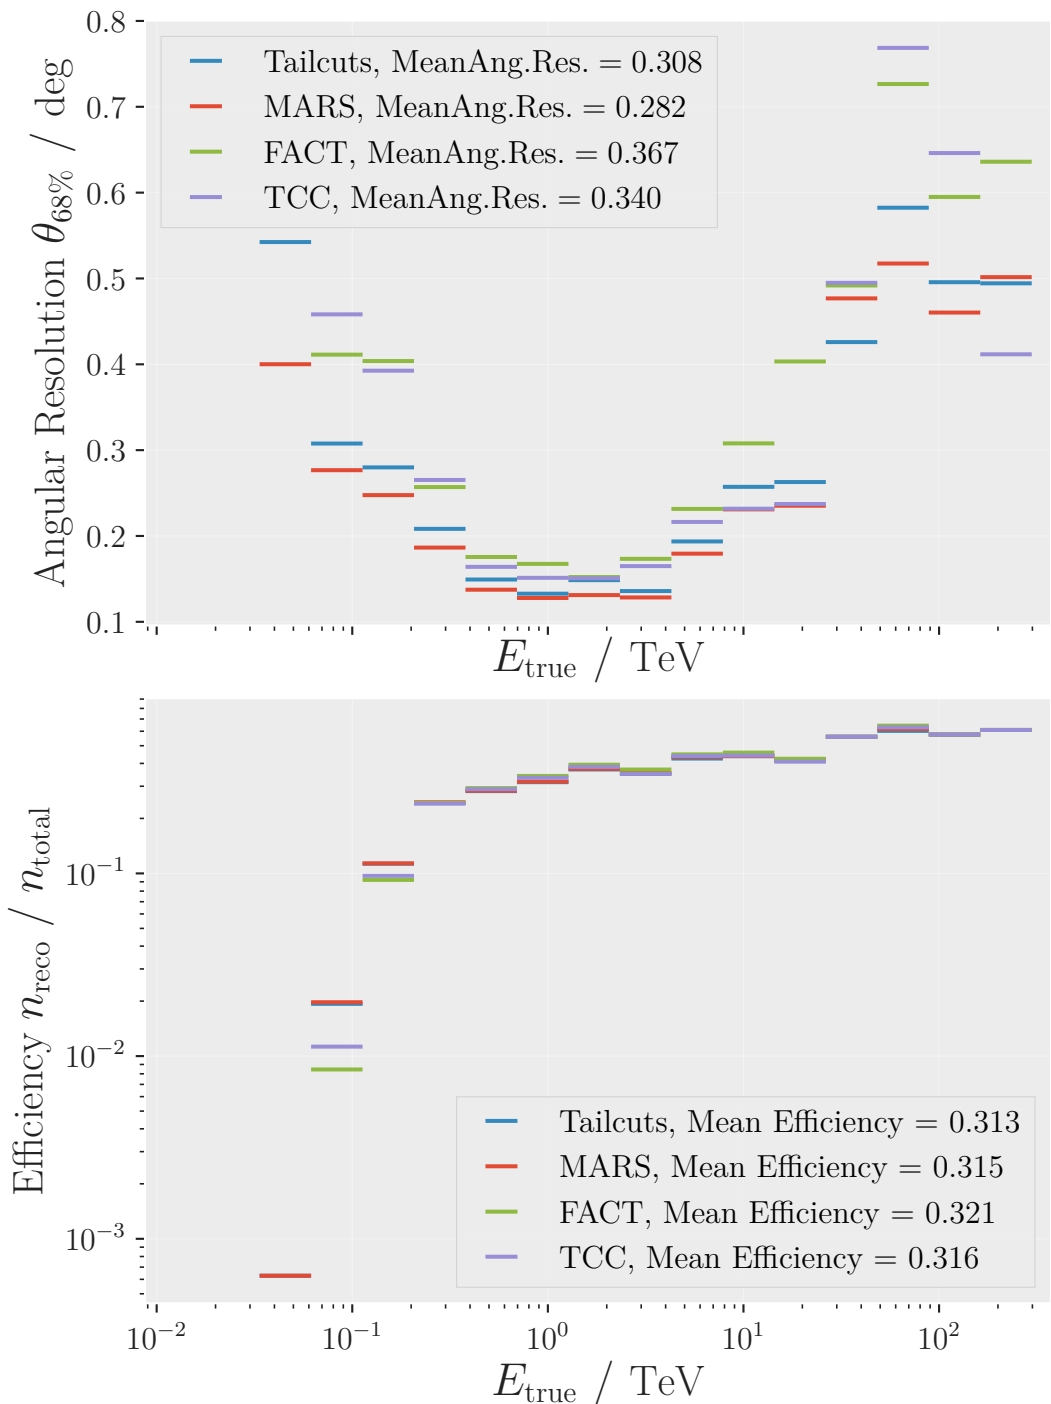 Angular Resolution θ68% / deg
0.8
0.7
0.6
0.5
0.4
0.3
0.2
0.1
Tailcuts, MeanAng.Res. = 0.308
MARS, MeanAng.Res. = 0.282
FACT, MeanAng.Res. = 0.367
TCC, MeanAng.Res. = 0.340
Etrue / TeV
Efficiency nreco / ntotal
10⁻¹
10⁻²
10⁻³
Tailcuts, Mean Efficiency = 0.313
MARS, Mean Efficiency = 0.315
FACT, Mean Efficiency = 0.321
TCC, Mean Efficiency = 0.316
10⁻² 10⁻¹ 10⁰ 10¹ 10²
Etrue / TeV